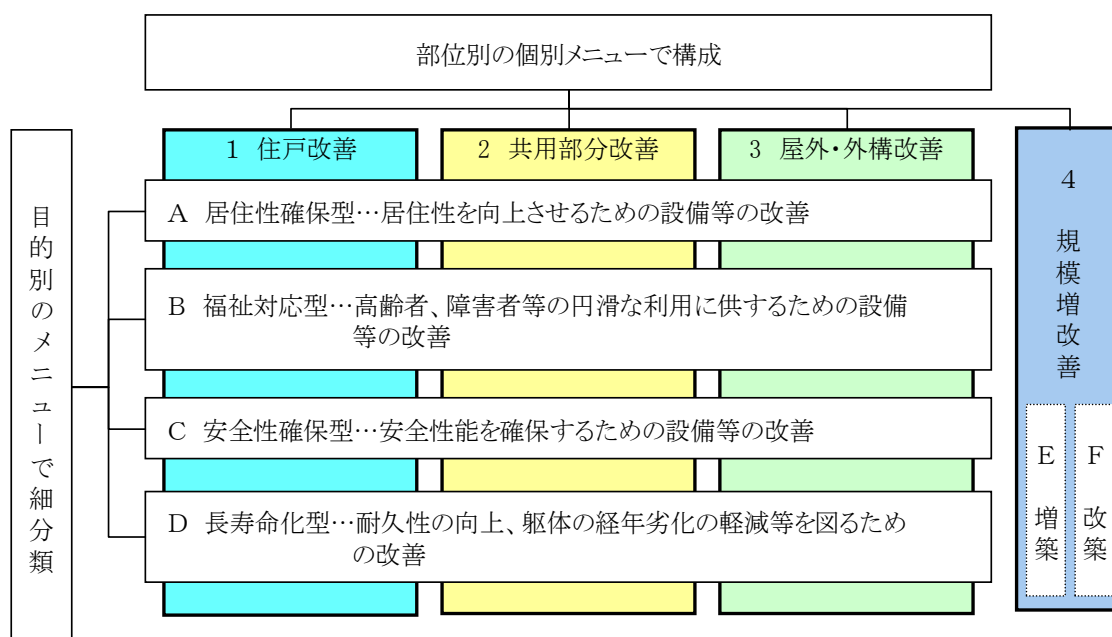 部位別の個別メニューで構成
1 住戸改善
2 共用部分改善
3 屋外・外構改善
4 規模増改善
目的別のメニューで細分類
A 居住性確保型…居住性を向上させるための設備等の改善
B 福祉対応型…高齢者、障害者等の円滑な利用に供するための設備
等の改善
C 安全性確保型…安全性能を確保するための設備等の改善
D 長寿命化型…耐久性の向上、躯体の経年劣化の軽減等を図るため
の改善
E 増築
F 改築